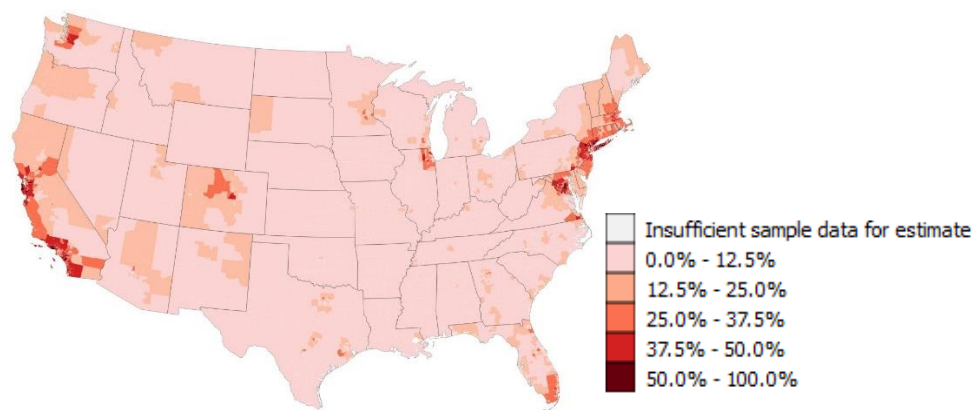 Insufficient sample data for estimate
0.0% - 12.5%
12.5% - 25.0%
25.0% - 37.5%
37.5% - 50.0%
50.0% - 100.0%